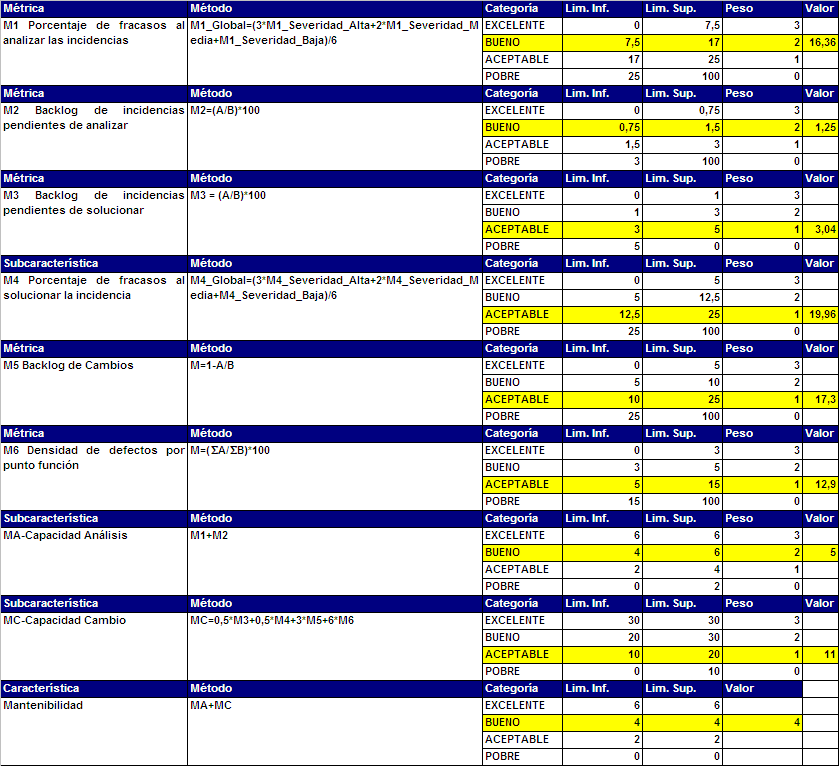 Métrica Método Categoría Lim. Inf. Lim. Sup. Peso Valor
M1 Porcentaje de fracasos al M1_Global=(3*M1_Severidad_Alta+2*M1_Severidad_M EXCELENTE 0 7,5 3
analizar las incidencias edia+M1_Severidad_Baja)/6 BUENO 7,5 17 2 16,36
ACEPTABLE 17 25 1
POBRE 25 100 0
Métrica Método Categoría Lim. Inf. Lim. Sup. Peso Valor
M2 Backlog de incidencias M2=(A/B)*100 EXCELENTE 0 0,75 3
pendientes de analizar BUENO 0,75 1,5 2 1,25
ACEPTABLE 1,5 3 1
POBRE 3 100 0
Métrica Método Categoría Lim. Inf. Lim. Sup. Peso Valor
M3 Backlog de incidencias M3 = (A/B)*100 EXCELENTE 0 1 3
pendientes de solucionar BUENO 1 3 2
ACEPTABLE 3 5 1 3,04
POBRE 5 0 0
Subcaracterística Método Categoría Lim. Inf. Lim. Sup. Peso Valor
M4 Porcentaje de fracasos al M4_Global=(3*M4_Severidad_Alta+2*M4_Severidad_M EXCELENTE 0 5 3
solucionar la incidencia edia+M4_Severidad_Baja)/6 BUENO 5 12,5 2
ACEPTABLE 12,5 25 1 19,96
POBRE 25 100 0
Métrica Método Categoría Lim. Inf. Lim. Sup. Peso Valor
M5 Backlog de Cambios M=1-A/B EXCELENTE 0 5 3
BUENO 5 10 2
ACEPTABLE 10 25 1 17,3
POBRE 25 100 0
Métrica Método Categoría Lim. Inf. Lim. Sup. Peso Valor
M6 Densidad de defectos por M=(ΣA/ΣB)*100 EXCELENTE 0 3 3
punto función BUENO 3 5 2
ACEPTABLE 5 15 1 12,9
POBRE 15 100 0
Subcaracterística Método Categoría Lim. Inf. Lim. Sup. Peso Valor
MA-Capacidad Análisis M1+M2 EXCELENTE 6 6 3
BUENO 4 6 2 5
ACEPTABLE 2 4 1
POBRE 0 2 0
Subcaracterística Método Categoría Lim. Inf. Lim. Sup. Peso Valor
MC-Capacidad Cambio MC=0,5*M3+0,5*M4+3*M5+6*M6 EXCELENTE 30 30 3
BUENO 20 30 2
ACEPTABLE 10 20 1 11
POBRE 0 10 0
Característica Método Categoría Lim. Inf. Lim. Sup. Valor
Mantenibilidad MA+MC EXCELENTE 6 6
BUENO 4 4 4
ACEPTABLE 2 2
POBRE 0 0